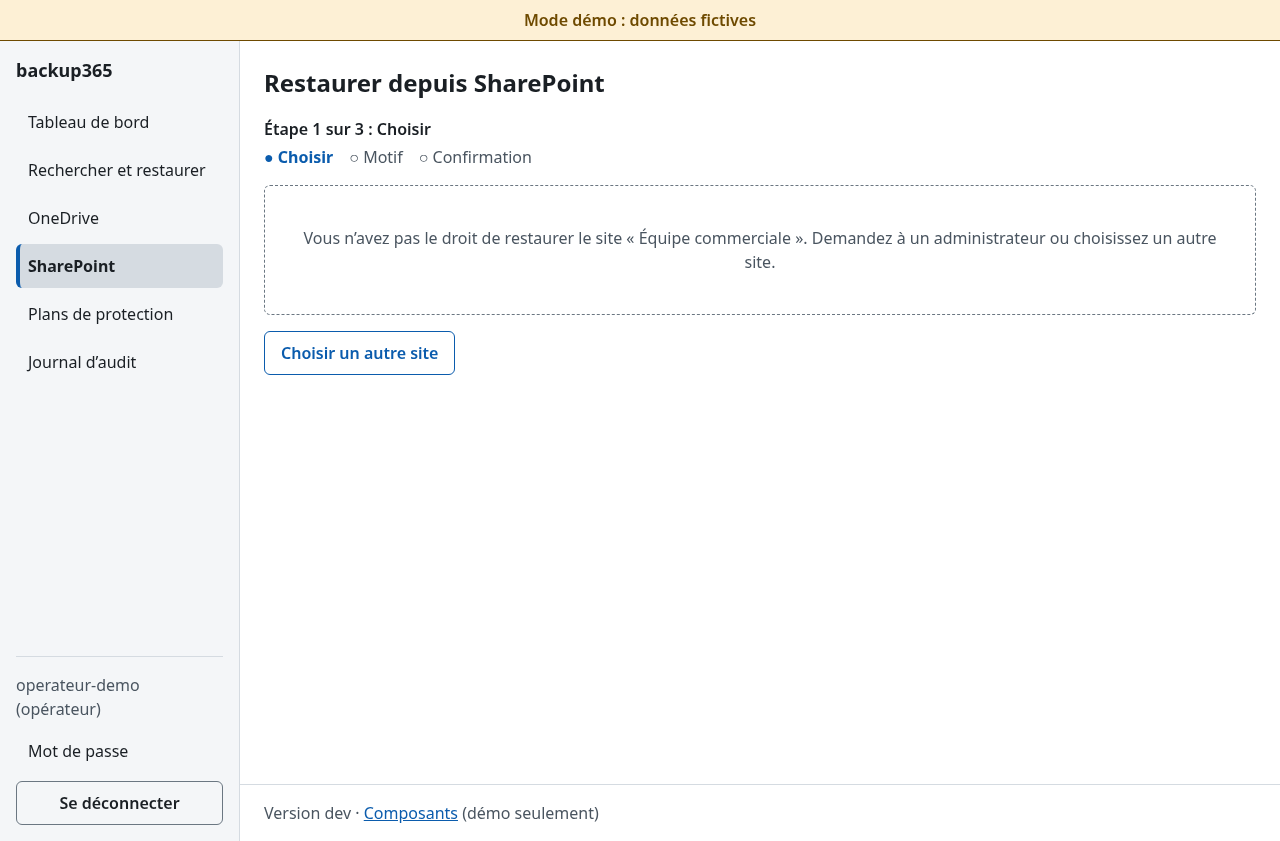 Mode démo : données fictives
backup365
Tableau de bord
Rechercher et restaurer
OneDrive
SharePoint
Plans de protection
Journal d’audit
operateur-demo
(opérateur)
Mot de passe
Se déconnecter
Restaurer depuis SharePoint
Étape 1 sur 3 : Choisir
● Choisir ○ Motif ○ Confirmation
Vous n’avez pas le droit de restaurer le site « Équipe commerciale ». Demandez à un administrateur ou choisissez un autre
site.
Choisir un autre site
Version dev · Composants (démo seulement)